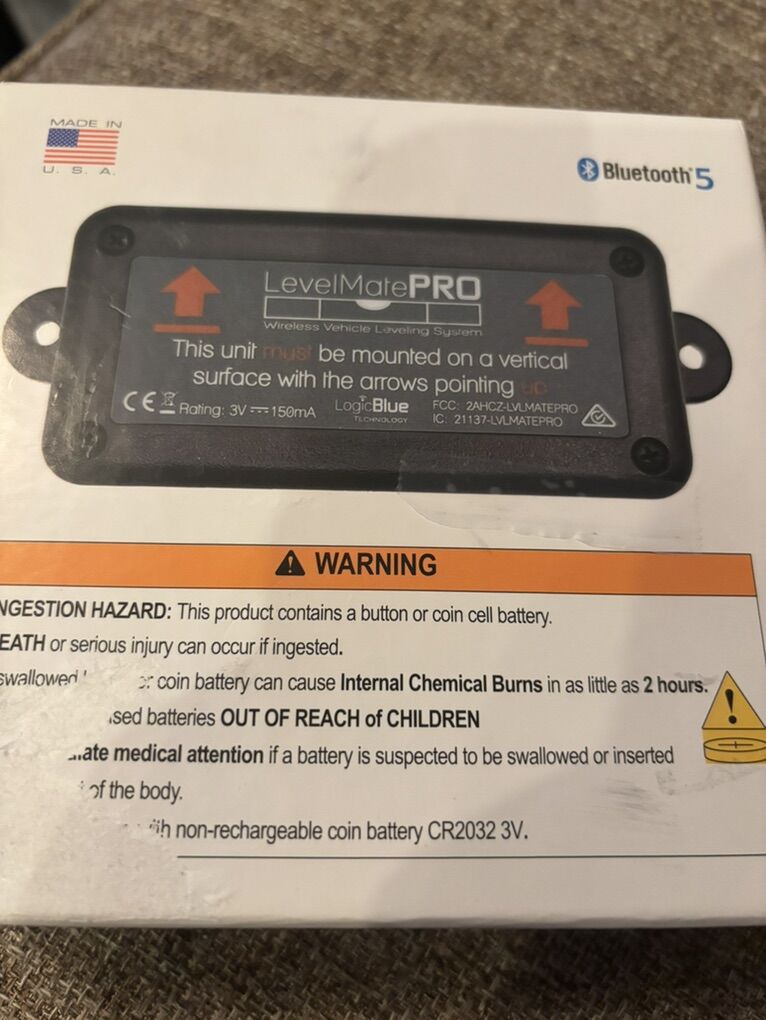 MADE IN
U. S. A.
Bluetooth® 5
LevelMatePRO
Wireless Vehicle Leveling System
This unit must be mounted on a vertical
surface with the arrows pointing up
CE Rating: 3V 150mA
LogicBlue
TECHNOLOGY
FCC: 2AHCZ-LVLMATEPRO
IC: 21137-LVLMATEPRO
WARNING
NGESTION HAZARD: This product contains a button or coin cell battery.
EATH or serious injury can occur if ingested.
swallowed coin battery can cause Internal Chemical Burns in as little as 2 hours.
sed batteries OUT OF REACH of CHILDREN
ate medical attention if a battery is suspected to be swallowed or inserted
of the body.
non-rechargeable coin battery CR2032 3V.